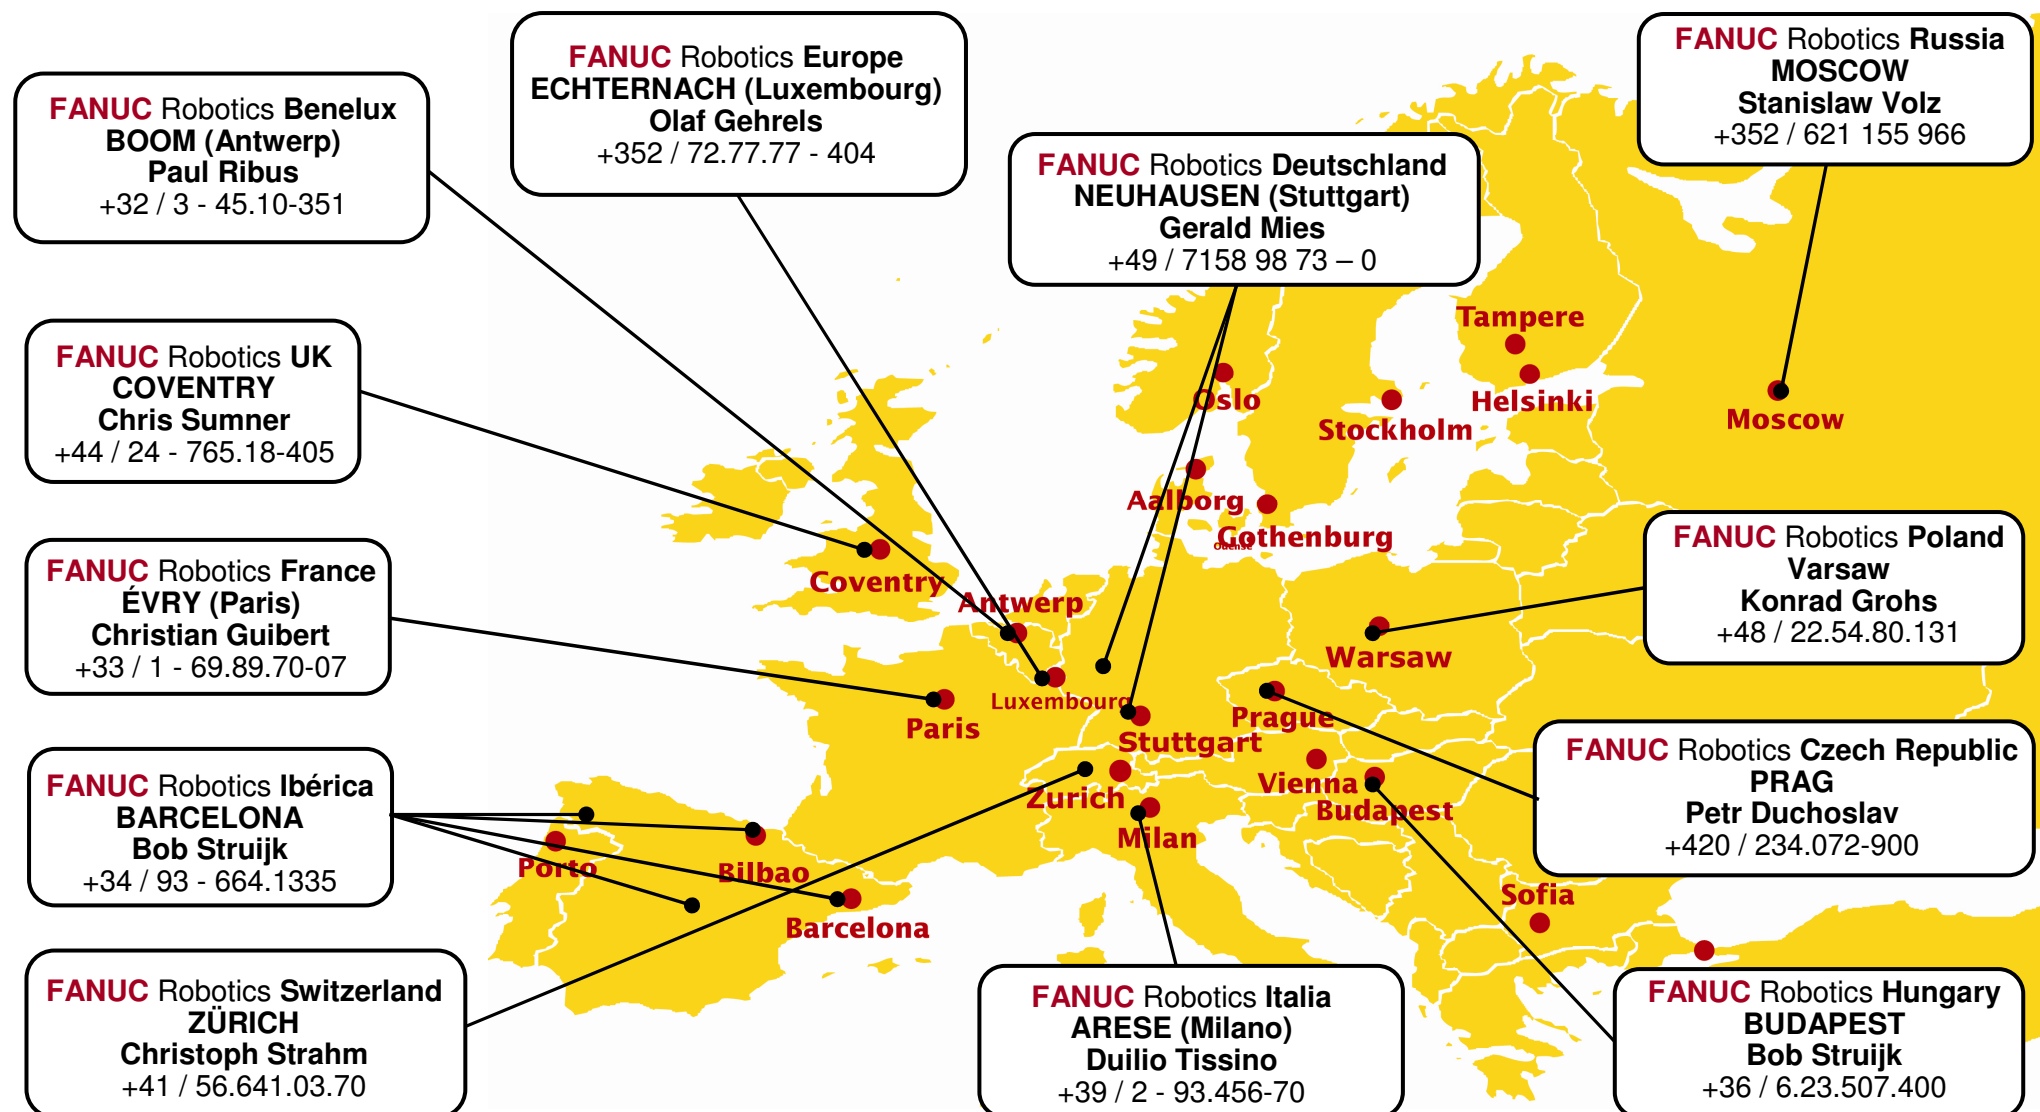 FANUC Robotics Benelux
BOOM (Antwerp)
Paul Ribus
+32 / 3 - 45.10-351
FANUC Robotics Europe
ECHTERNACH (Luxembourg)
Olaf Gehrels
+352 / 72.77.77 - 404
FANUC Robotics Deutschland
NEUHAUSEN (Stuttgart)
Gerald Mies
+49 / 7158 98 73 – 0
FANUC Robotics Russia
MOSCOW
Stanislaw Volz
+352 / 621 155 966
FANUC Robotics UK
COVENTRY
Chris Sumner
+44 / 24 - 765.18-405
FANUC Robotics France
ÉVRY (Paris)
Christian Guibert
+33 / 1 - 69.89.70-07
FANUC Robotics Ibérica
BARCELONA
Bob Struijk
+34 / 93 - 664.1335
FANUC Robotics Switzerland
ZÜRICH
Christoph Strahm
+41 / 56.641.03.70
FANUC Robotics Italia
ARESE (Milano)
Duilio Tissino
+39 / 2 - 93.456-70
FANUC Robotics Poland
Varsaw
Konrad Grohs
+48 / 22.54.80.131
FANUC Robotics Czech Republic
PRAG
Petr Duchoslav
+420 / 234.072-900
FANUC Robotics Hungary
BUDAPEST
Bob Struijk
+36 / 6.23.507.400
Tampere
Oslo
Helsinki
Stockholm
Moscow
Aalborg
Gothenburg
Coventry
Antwerp
Warsaw
Luxembourg
Paris
Prague
Stuttgart
Vienna
Zurich
Budapest
Milan
Porto
Bilbao
Sofia
Barcelona